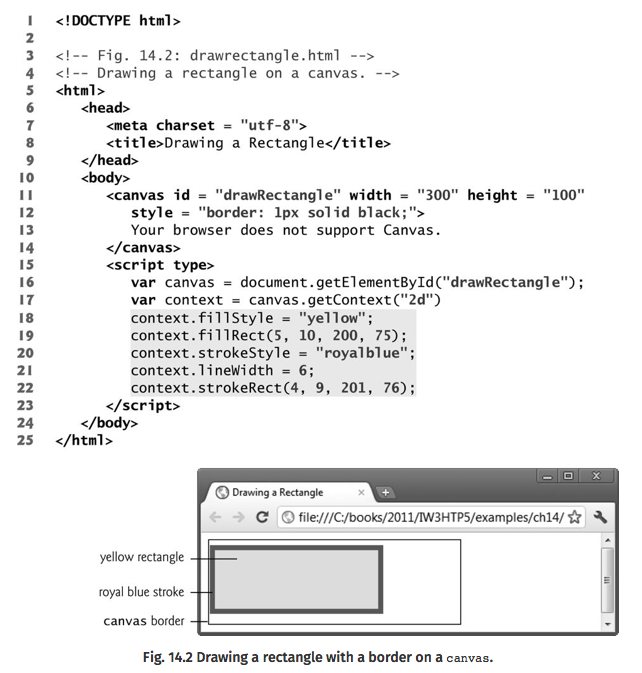 1 <!DOCTYPE html>
2
3 <!-- Fig. 14.2: drawrectangle.html -->
4 <!-- Drawing a rectangle on a canvas. -->
5 <html>
6    <head>
7       <meta charset = "utf-8">
8       <title>Drawing a Rectangle</title>
9    </head>
10    <body>
11       <canvas id = "drawRectangle" width = "300" height = "100"
12          style = "border: 1px solid black;">
13          Your browser does not support Canvas.
14       </canvas>
15       <script type>
16          var canvas = document.getElementById("drawRectangle");
17          var context = canvas.getContext("2d")
18          context.fillStyle = "yellow";
19          context.fillRect(5, 10, 200, 75);
20          context.strokeStyle = "royalblue";
21          context.lineWidth = 6;
22          context.strokeRect(4, 9, 201, 76);
23       </script>
24    </body>
25 </html>
Drawing a Rectangle
file:///C:/books/2011/IW3HTP5/examples/ch14/
yellow rectangle
royal blue stroke
canvas border
Fig. 14.2 Drawing a rectangle with a border on a canvas.